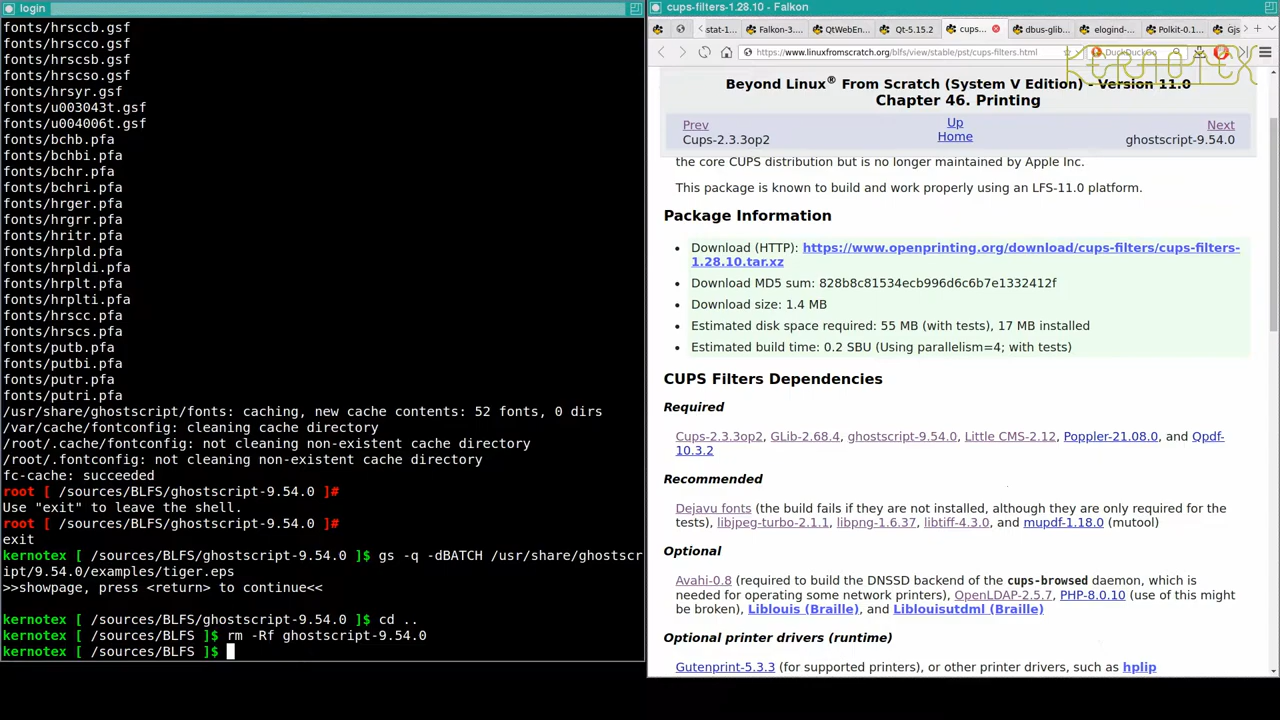 login
fonts/hrsccb.gsf
fonts/hrscco.gsf
fonts/hrscsb.gsf
fonts/hrscso.gsf
fonts/hrsyr.gsf
fonts/u003043t.gsf
fonts/u004006t.gsf
fonts/bchb.pfa
fonts/bchbi.pfa
fonts/bchr.pfa
fonts/bchri.pfa
fonts/hrger.pfa
fonts/hrgrr.pfa
fonts/hritr.pfa
fonts/hrpld.pfa
fonts/hrpldi.pfa
fonts/hrplt.pfa
fonts/hrplti.pfa
fonts/hrscc.pfa
fonts/hrscs.pfa
fonts/putb.pfa
fonts/putbi.pfa
fonts/putr.pfa
fonts/putri.pfa
/usr/share/ghostscript/fonts: caching, new cache contents: 52 fonts, 0 dirs
/var/cache/fontconfig: cleaning cache directory
/root/.cache/fontconfig: not cleaning non-existent cache directory
/root/.fontconfig: not cleaning non-existent cache directory
fc-cache: succeeded
root [ /sources/BLFS/ghostscript-9.54.0 ]#
Use "exit" to leave the shell.
root [ /sources/BLFS/ghostscript-9.54.0 ]#
exit
kernotex [ /sources/BLFS/ghostscript-9.54.0 ]$ gs -q -dBATCH /usr/share/ghostscr
ipt/9.54.0/examples/tiger.eps
>>showpage, press <return> to continue<<
kernotex [ /sources/BLFS/ghostscript-9.54.0 ]$ cd ..
kernotex [ /sources/BLFS ]$ rm -Rf ghostscript-9.54.0
kernotex [ /sources/BLFS ]$
cups-filters-1.28.10 - Falkon
stat-1... Falkon-3... QtWebEn... Qt-5.15.2 cups... dbus-glib... elogind-... Polkit-0.1... Gjs
https://www.linuxfromscratch.org/blfs/view/stable/pst/cups-filters.html DuckDuckGo
KERNOTEX
Beyond Linux® From Scratch (System V Edition) - Version 11.0
Chapter 46. Printing
Prev Up Next
Cups-2.3.3op2 Home ghostscript-9.54.0
the core CUPS distribution but is no longer maintained by Apple Inc.
This package is known to build and work properly using an LFS-11.0 platform.
Package Information
• Download (HTTP): https://www.openprinting.org/download/cups-filters/cups-filters-
1.28.10.tar.xz
• Download MD5 sum: 828b8c81534ecb996d6c6b7e1332412f
• Download size: 1.4 MB
• Estimated disk space required: 55 MB (with tests), 17 MB installed
• Estimated build time: 0.2 SBU (Using parallelism=4; with tests)
CUPS Filters Dependencies
Required
Cups-2.3.3op2, GLib-2.68.4, ghostscript-9.54.0, Little CMS-2.12, Poppler-21.08.0, and Qpdf-
10.3.2
Recommended
Dejavu fonts (the build fails if they are not installed, although they are only required for the
tests), libjpeg-turbo-2.1.1, libpng-1.6.37, libtiff-4.3.0, and mupdf-1.18.0 (mutool)
Optional
Avahi-0.8 (required to build the DNSSD backend of the cups-browsed daemon, which is
needed for operating some network printers), OpenLDAP-2.5.7, PHP-8.0.10 (use of this might
be broken), Liblouis (Braille), and Liblouisutdml (Braille)
Optional printer drivers (runtime)
Gutenprint-5.3.3 (for supported printers), or other printer drivers, such as hplip